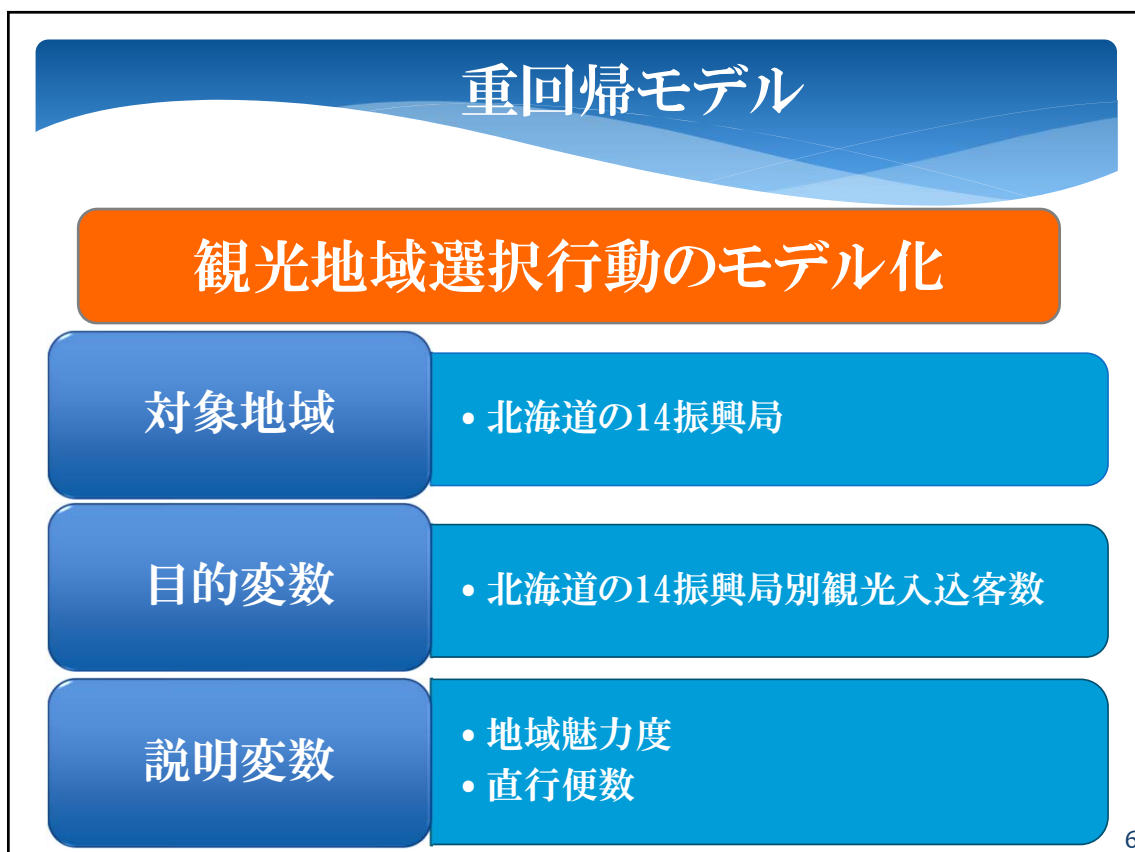 重回帰モデル
観光地域選択行動のモデル化
対象地域
• 北海道の14振興局
目的変数
• 北海道の14振興局別観光入込客数
説明変数
• 地域魅力度
• 直行便数
6